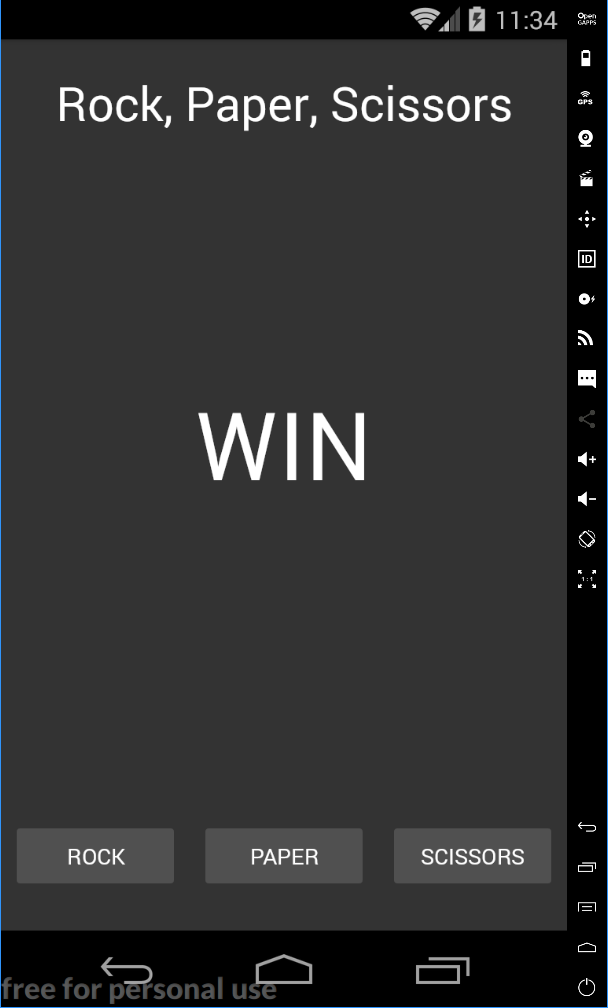 11:34
Open
GAPPS
GPS
Rock, Paper, Scissors
ID
WIN
1:1
ROCK PAPER SCISSORS
free for personal use